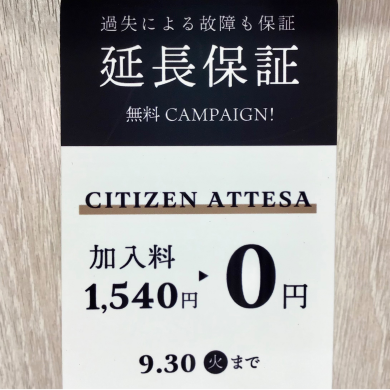 過失による故障も保証
延長保証
無料 CAMPAIGN!
CITIZEN ATTESA
加入料
1,540円 ▶ 0円
9.30 火 まで